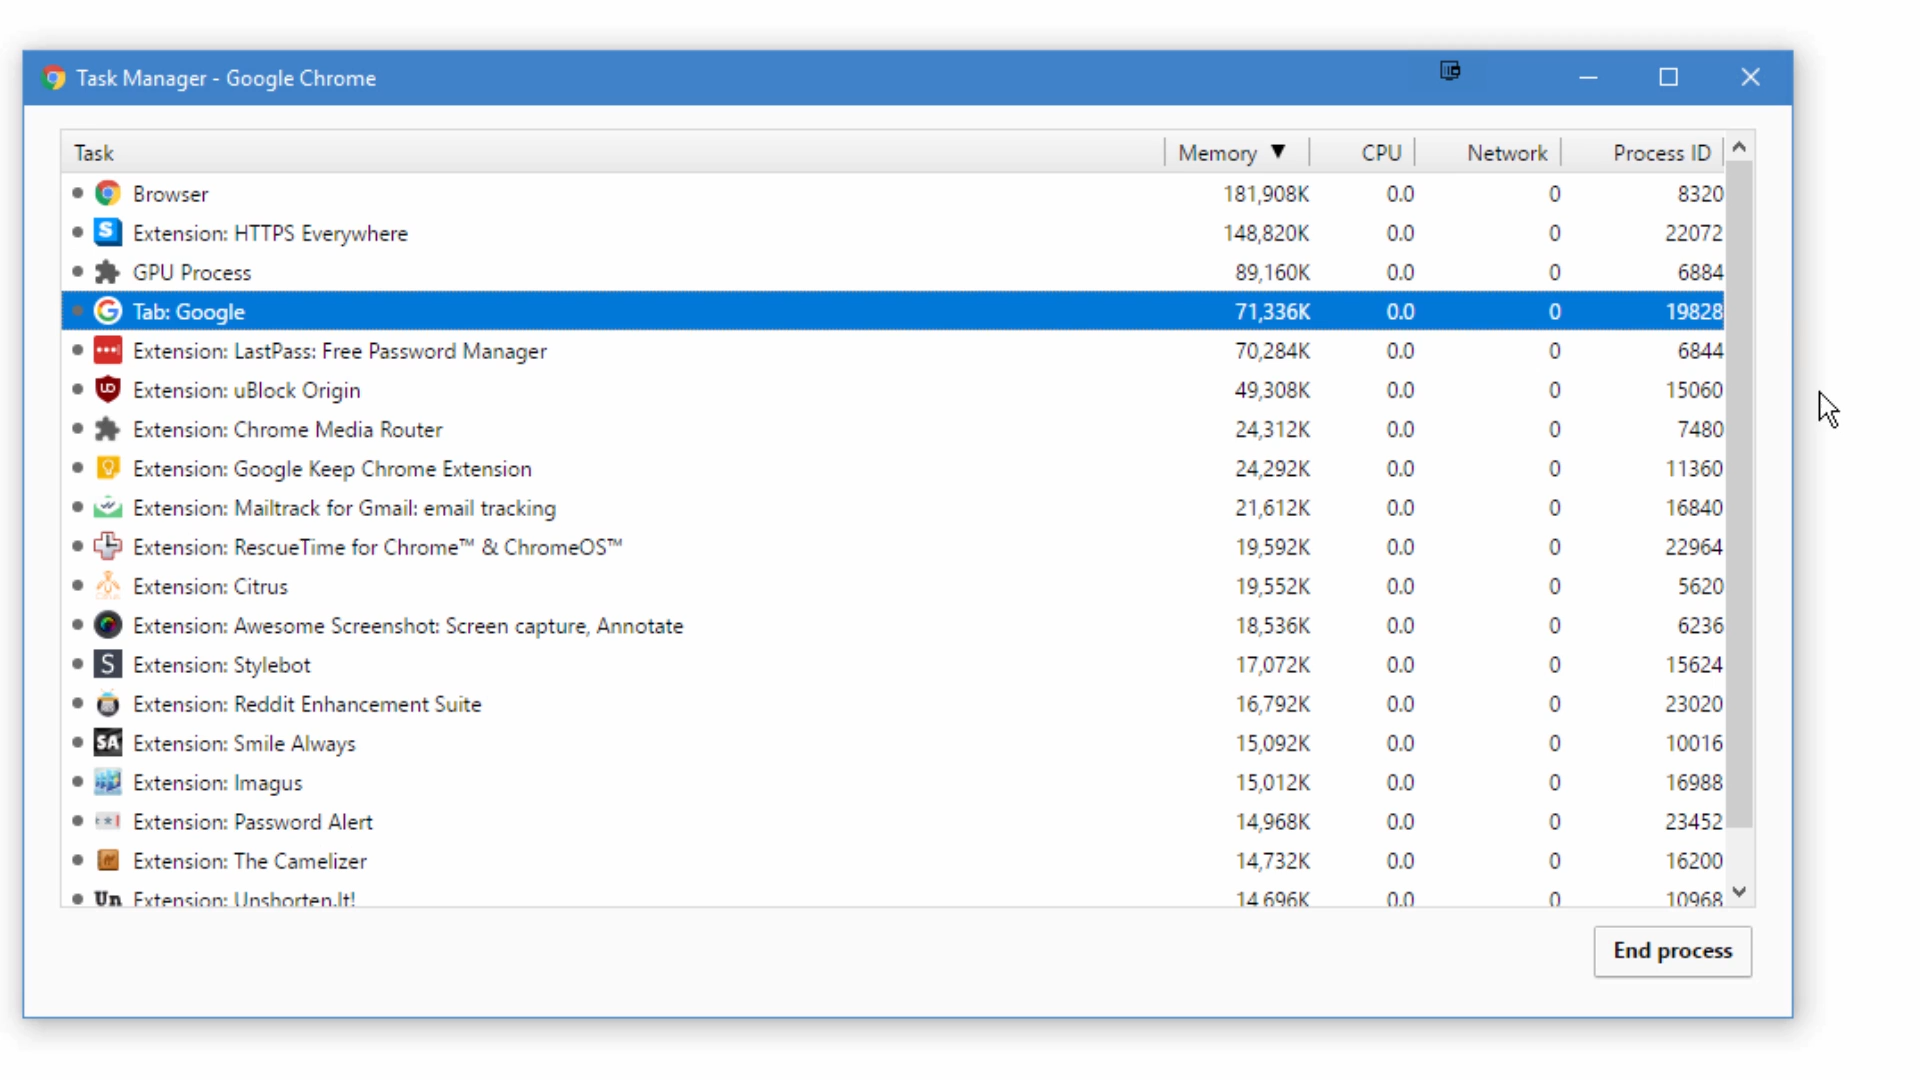 Task Manager - Google Chrome
Task Memory ▼ CPU Network Process ID
Browser 181,908K 0.0 0 8320
Extension: HTTPS Everywhere 148,820K 0.0 0 22072
GPU Process 89,160K 0.0 0 6884
Tab: Google 71,336K 0.0 0 19828
Extension: LastPass: Free Password Manager 70,284K 0.0 0 6844
Extension: uBlock Origin 49,308K 0.0 0 15060
Extension: Chrome Media Router 24,312K 0.0 0 7480
Extension: Google Keep Chrome Extension 24,292K 0.0 0 11360
Extension: Mailtrack for Gmail: email tracking 21,612K 0.0 0 16840
Extension: RescueTime for Chrome™ & ChromeOS™ 19,592K 0.0 0 22964
Extension: Citrus 19,552K 0.0 0 5620
Extension: Awesome Screenshot: Screen capture, Annotate 18,536K 0.0 0 6236
S Extension: Stylebot 17,072K 0.0 0 15624
Extension: Reddit Enhancement Suite 16,792K 0.0 0 23020
SA Extension: Smile Always 15,092K 0.0 0 10016
Extension: Imagus 15,012K 0.0 0 16988
Extension: Password Alert 14,968K 0.0 0 23452
Extension: The Camelizer 14,732K 0.0 0 16200
Un Extension: Unshorten.It! 14,696K 0.0 0 10968
End process